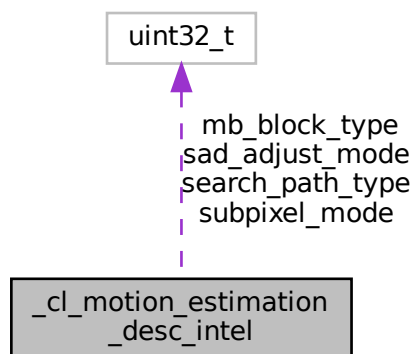 uint32_t
mb_block_type
sad_adjust_mode
search_path_type
subpixel_mode
_cl_motion_estimation
_desc_intel